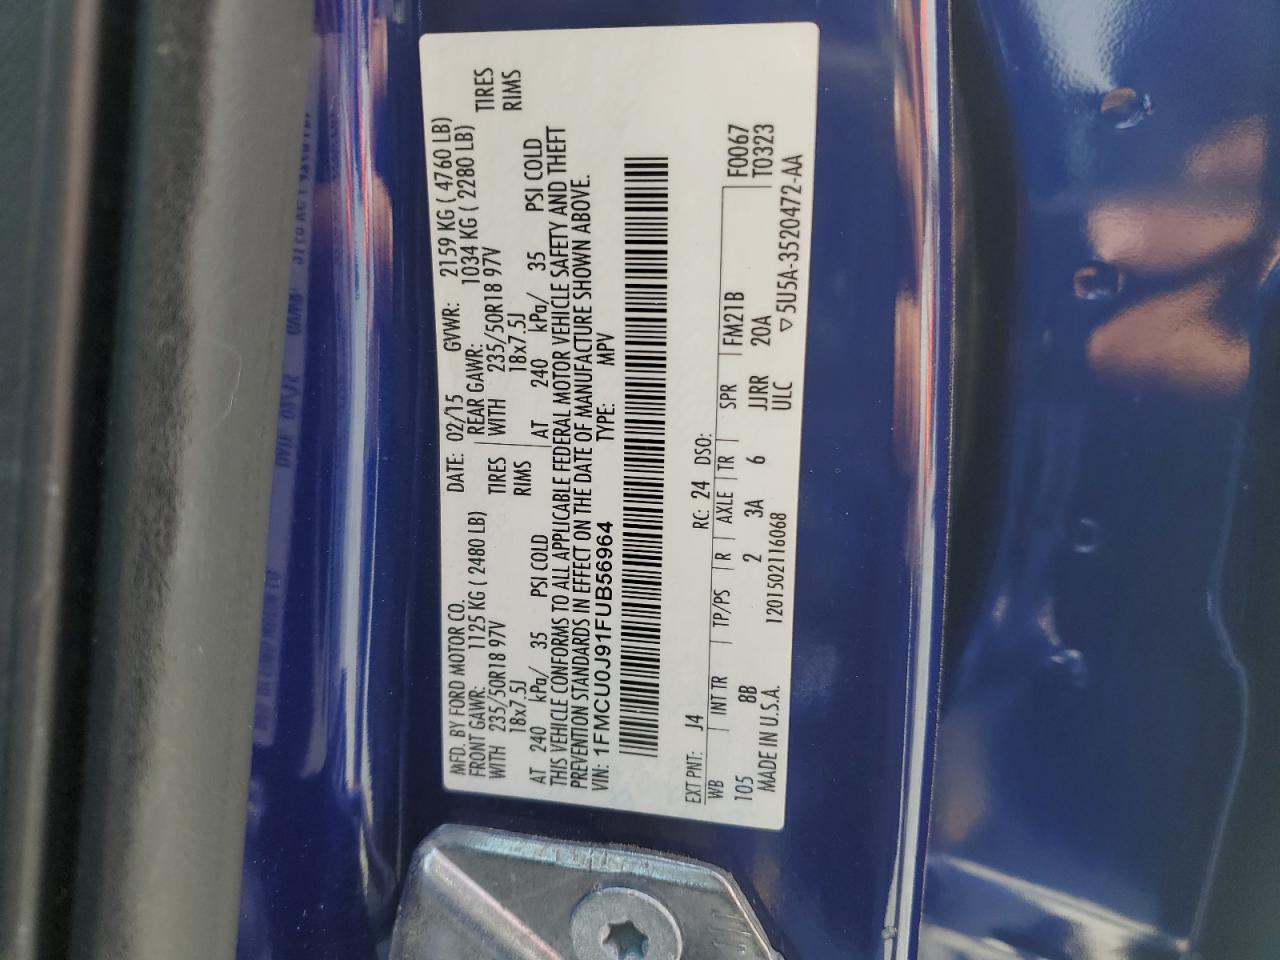 MFD. BY FORD MOTOR CO. DATE: 02/15 GVWR: 2159 KG ( 4760 LB)
FRONT GAWR: 1125 KG ( 2480 LB) REAR GAWR: 1034 KG ( 2280 LB)
WITH 235/50R18 97V TIRES WITH 235/50R18 97V TIRES
18x7.5J RIMS 18x7.5J RIMS
AT 240 kPa/ 35 PSI COLD AT 240 kPa/ 35 PSI COLD
THIS VEHICLE CONFORMS TO ALL APPLICABLE FEDERAL MOTOR VEHICLE SAFETY AND THEFT
PREVENTION STANDARDS IN EFFECT ON THE DATE OF MANUFACTURE SHOWN ABOVE.
VIN: 1FMCU0J91FUB56964 TYPE: MPV
EXT PNT: J4 RC: 24 DSO:
WB | INT TR | TP/PS | R | AXLE | TR | SPR | FM21B F0067
105 8B 2 3A 6 JJRR 20A T0323
MADE IN U.S.A. 1201502116068 ULC ▽5U5A-3520472-AA